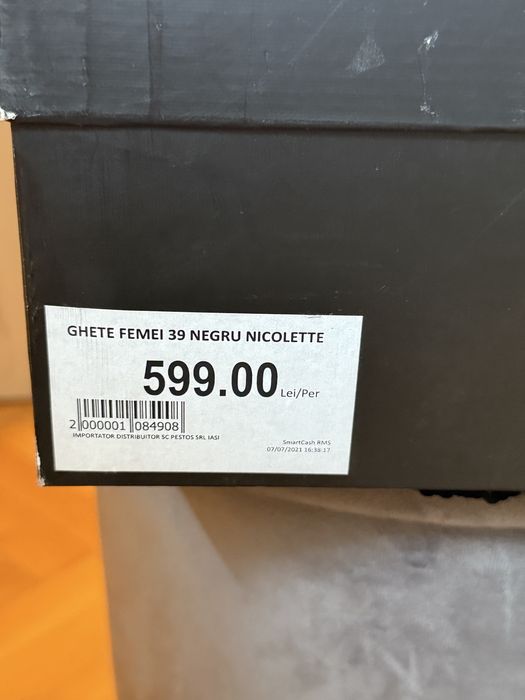 GHETE FEMEI 39 NEGRU NICOLETTE
599.00 Lei/Per
2 000001 084908
IMPORTATOR DISTRIBUITOR SC PESTOS SRL IASI
SmartCash RMS
07/07/2021 16:38:17